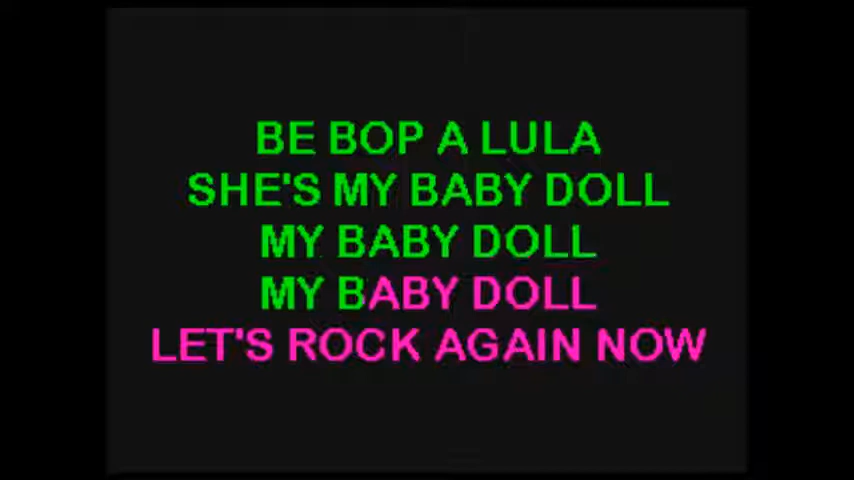 BE BOP A LULA
SHE'S MY BABY DOLL
MY BABY DOLL
MY BABY DOLL
LET'S ROCK AGAIN NOW